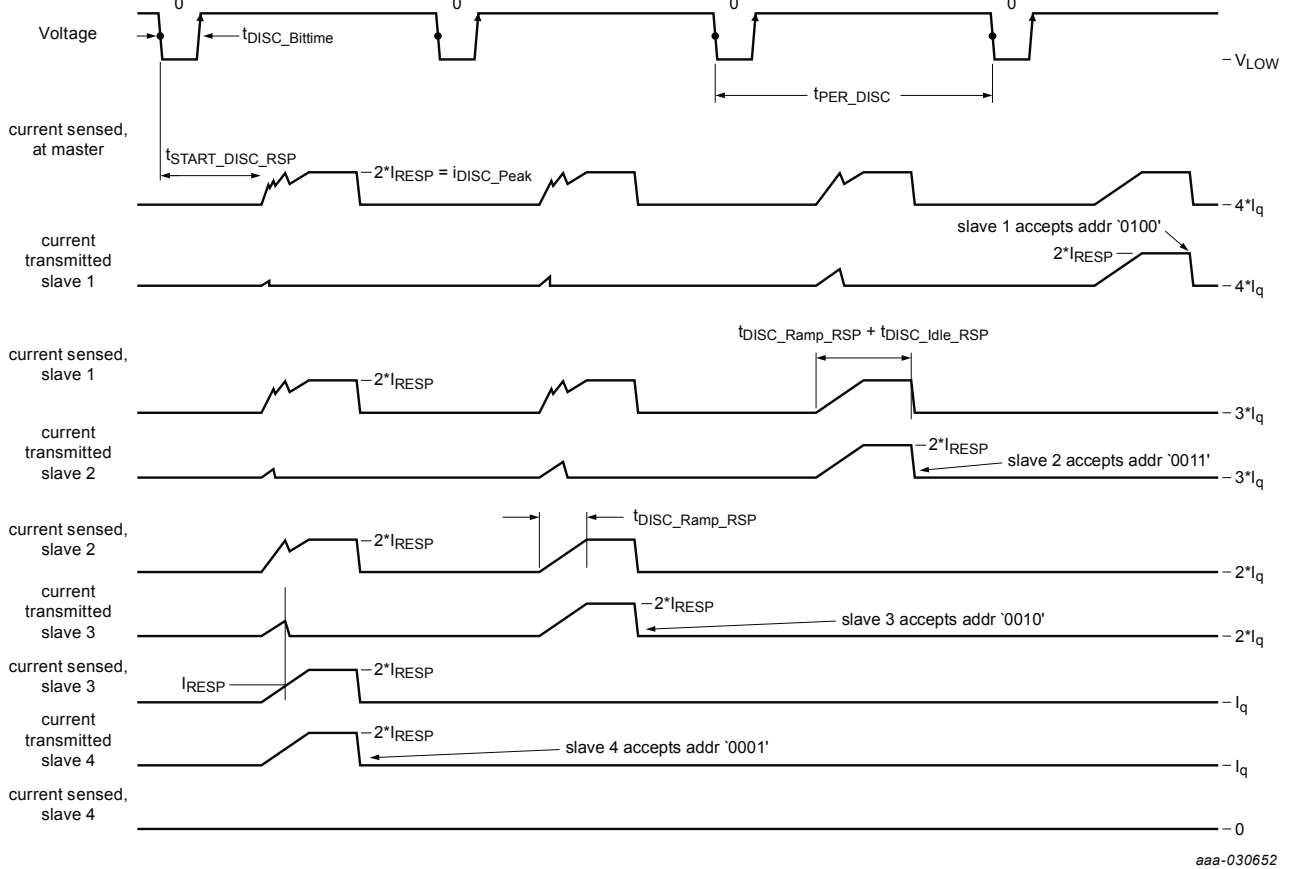 0 0 0 0
Voltage
tDISC_Bittime
VLOW
tPER_DISC
current sensed,
at master
tSTART_DISC_RSP
2*IRESP = iDISC_Peak
4*Iq
slave 1 accepts addr `0100'
current
transmitted
slave 1
2*IRESP
4*Iq
tDISC_Ramp_RSP + tDISC_Idle_RSP
current sensed,
slave 1
2*IRESP
3*Iq
current
transmitted
slave 2
2*IRESP
slave 2 accepts addr `0011'
3*Iq
current sensed,
slave 2
tDISC_Ramp_RSP
2*IRESP
2*Iq
current
transmitted
slave 3
2*IRESP
slave 3 accepts addr `0010'
2*Iq
current sensed,
slave 3
IRESP
2*IRESP
Iq
current
transmitted
slave 4
2*IRESP
slave 4 accepts addr `0001'
Iq
current sensed,
slave 4
0
aaa-030652